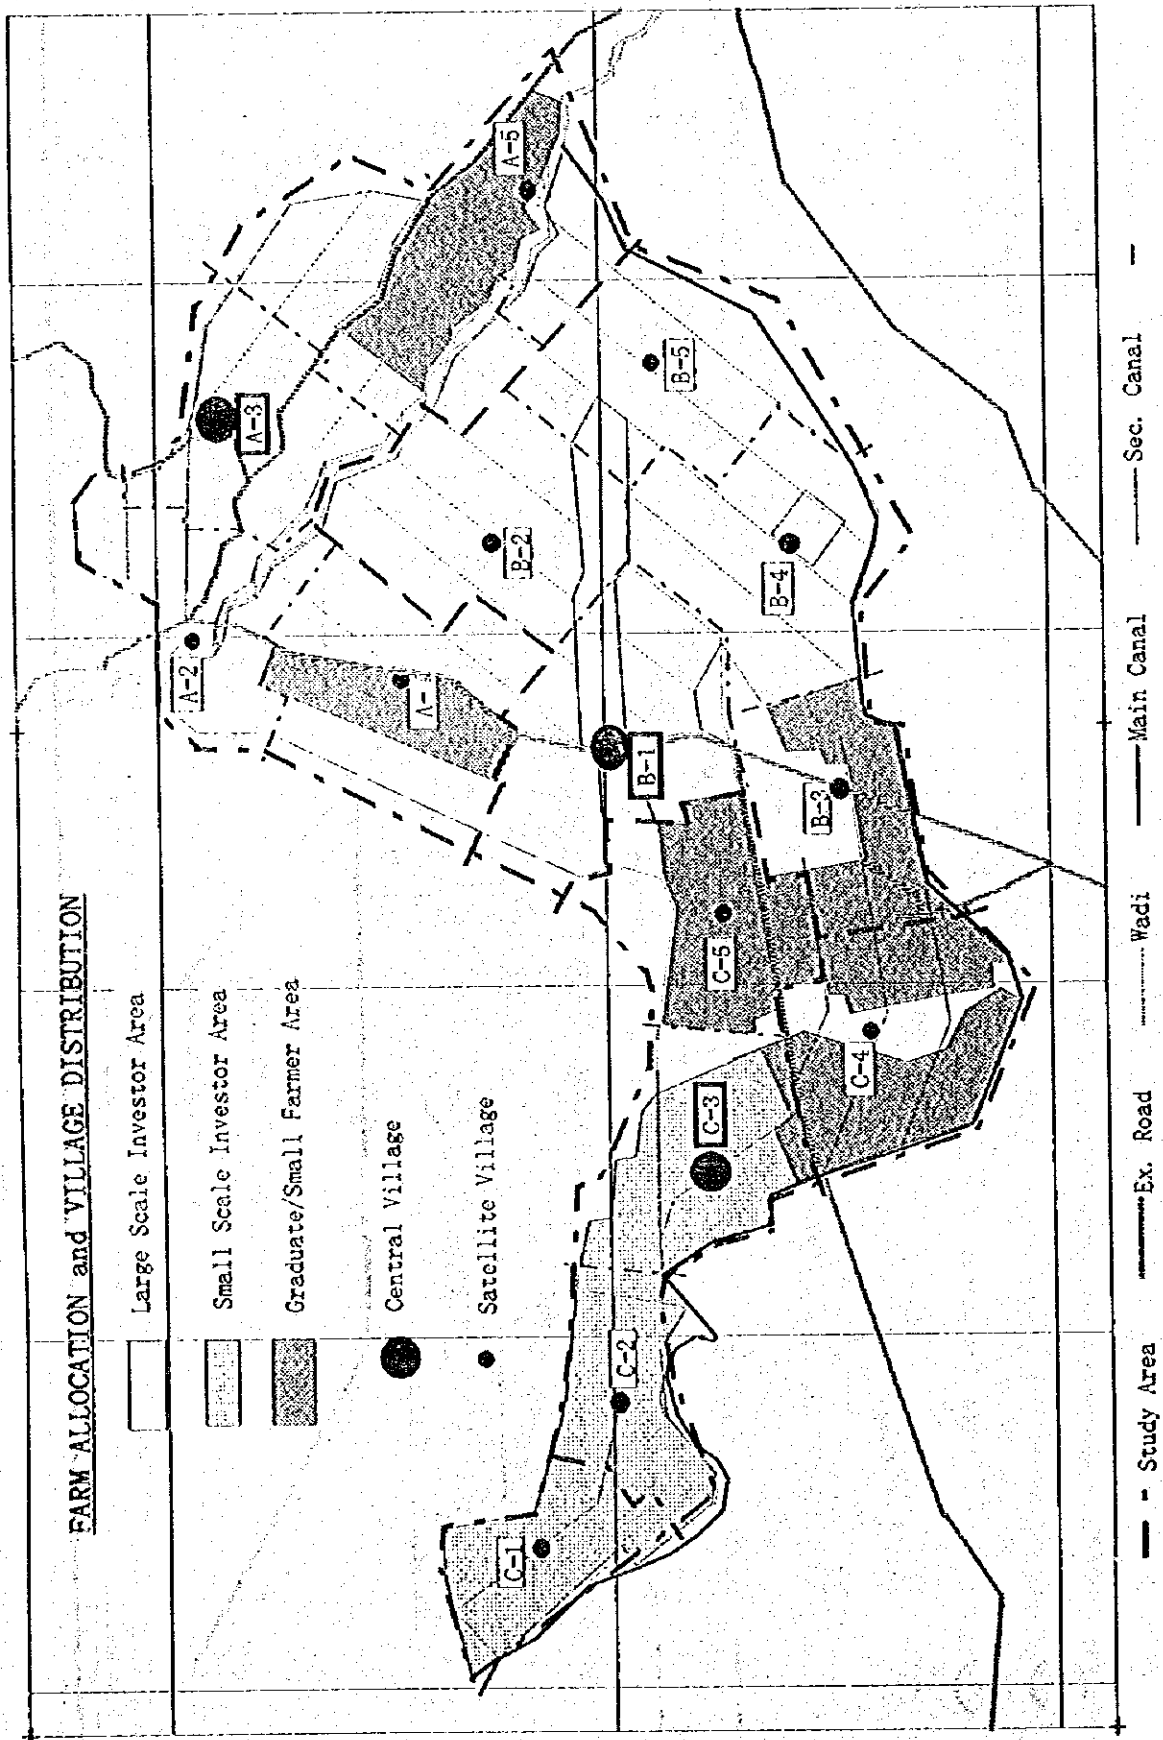 FARM ALLOCATION and VILLAGE DISTRIBUTION
Large Scale Investor Area
Small Scale Investor Area
Graduate/Small Farmer Area
Central Village
Satellite Village
A-2
A-3
A-5
A-
B-2
B-5
B-1
B-4
B-3
C-5
C-4
C-3
C-2
C-1
Study Area
Ex. Road
Wadi
Main Canal
Sec. Canal